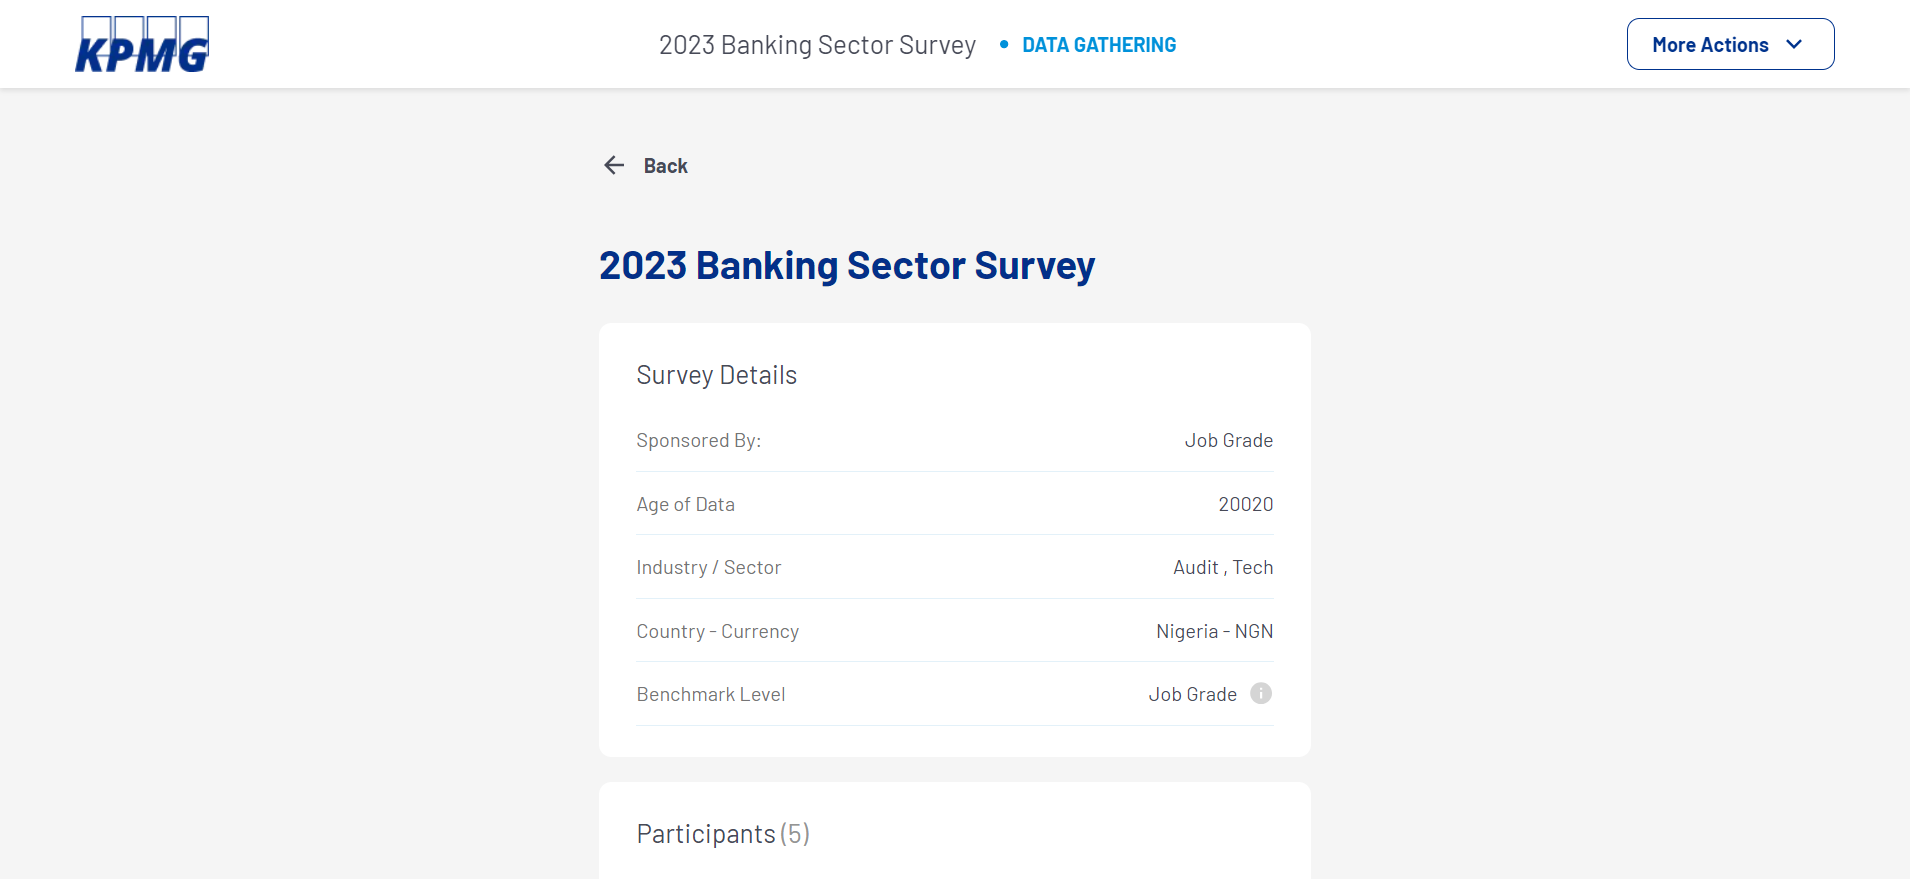 KPMG
2023 Banking Sector Survey • DATA GATHERING
More Actions
Back
2023 Banking Sector Survey
Survey Details
Sponsored By: Job Grade
Age of Data 20020
Industry / Sector Audit , Tech
Country - Currency Nigeria - NGN
Benchmark Level Job Grade i
Participants (5)